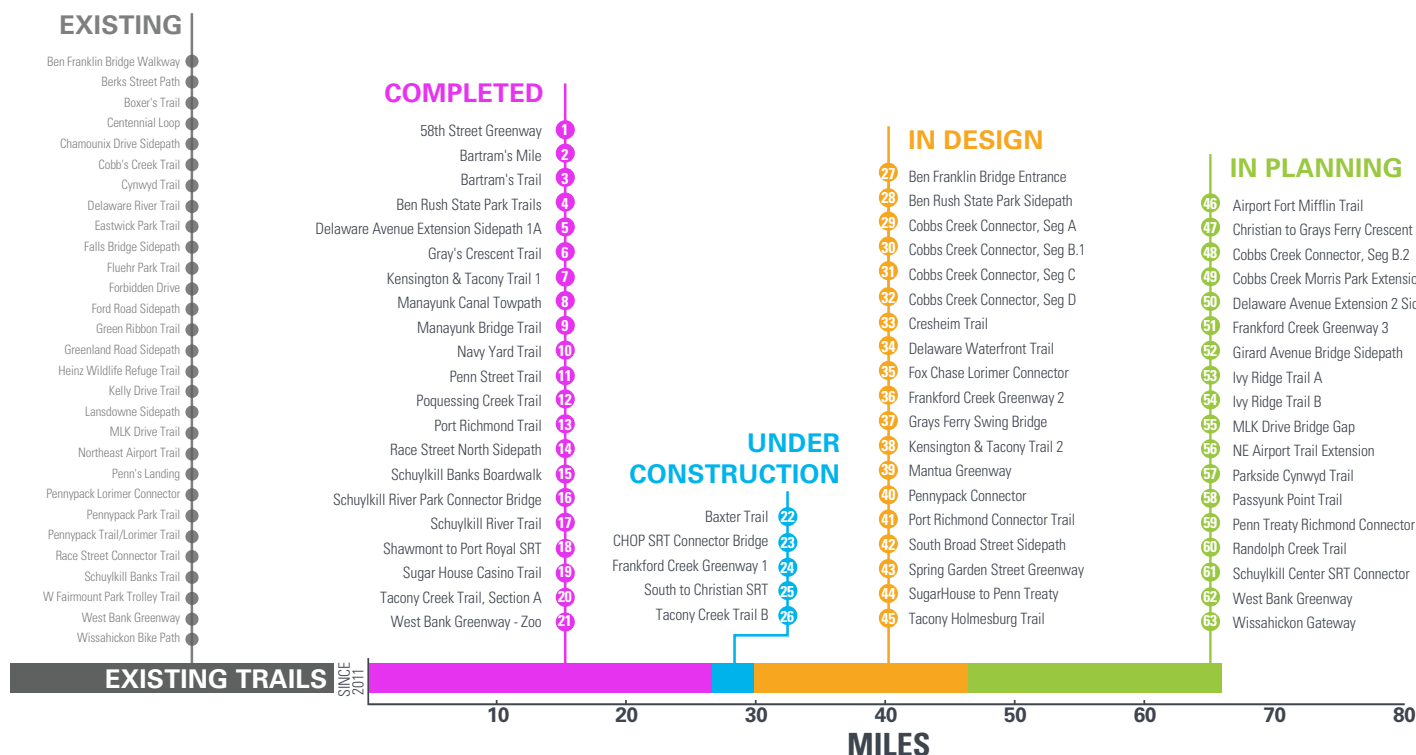 EXISTING
Ben Franklin Bridge Walkway
Berks Street Path
Boxer's Trail
Centennial Loop
Chamounix Drive Sidepath
Cobb's Creek Trail
Cynwyd Trail
Delaware River Trail
Eastwick Park Trail
Falls Bridge Sidepath
Fluehr Park Trail
Forbidden Drive
Ford Road Sidepath
Green Ribbon Trail
Greenland Road Sidepath
Heinz Wildlife Refuge Trail
Kelly Drive Trail
Lansdowne Sidepath
MLK Drive Trail
Northeast Airport Trail
Penn's Landing
Pennypack Lorimer Connector
Pennypack Park Trail
Pennypack Trail/Lorimer Trail
Race Street Connector Trail
Schuylkill Banks Trail
W Fairmount Park Trolley Trail
West Bank Greenway
Wissahickon Bike Path
COMPLETED
58th Street Greenway 1
Bartram's Mile 2
Bartram's Trail 3
Ben Rush State Park Trails 4
Delaware Avenue Extension Sidepath 1A 5
Gray's Crescent Trail 6
Kensington & Tacony Trail 1 7
Manayunk Canal Towpath 8
Manayunk Bridge Trail 9
Navy Yard Trail 10
Penn Street Trail 11
Poquessing Creek Trail 12
Port Richmond Trail 13
Race Street North Sidepath 14
Schuylkill Banks Boardwalk 15
Schuylkill River Park Connector Bridge 16
Schuylkill River Trail 17
Shawmont to Port Royal SRT 18
Sugar House Casino Trail 19
Tacony Creek Trail, Section A 20
West Bank Greenway - Zoo 21
UNDER
CONSTRUCTION
Baxter Trail 22
CHOP SRT Connector Bridge 23
Frankford Creek Greenway 1 24
South to Christian SRT 25
Tacony Creek Trail B 26
IN DESIGN
27 Ben Franklin Bridge Entrance
28 Ben Rush State Park Sidepath
29 Cobbs Creek Connector, Seg A
30 Cobbs Creek Connector, Seg B.1
31 Cobbs Creek Connector, Seg C
32 Cobbs Creek Connector, Seg D
33 Cresheim Trail
34 Delaware Waterfront Trail
35 Fox Chase Lorimer Connector
36 Frankford Creek Greenway 2
37 Grays Ferry Swing Bridge
38 Kensington & Tacony Trail 2
39 Mantua Greenway
40 Pennypack Connector
41 Port Richmond Connector Trail
42 South Broad Street Sidepath
43 Spring Garden Street Greenway
44 SugarHouse to Penn Treaty
45 Tacony Holmesburg Trail
IN PLANNING
46 Airport Fort Mifflin Trail
47 Christian to Grays Ferry Crescent
48 Cobbs Creek Connector, Seg B.2
49 Cobbs Creek Morris Park Extensio
50 Delaware Avenue Extension 2 Si
51 Frankford Creek Greenway 3
52 Girard Avenue Bridge Sidepath
53 Ivy Ridge Trail A
54 Ivy Ridge Trail B
55 MLK Drive Bridge Gap
56 NE Airport Trail Extension
57 Parkside Cynwyd Trail
58 Passyunk Point Trail
59 Penn Treaty Richmond Connector
60 Randolph Creek Trail
61 Schuylkill Center SRT Connector
62 West Bank Greenway
63 Wissahickon Gateway
EXISTING TRAILS
SINCE
2011
10 20 30 40 50 60 70 80
MILES